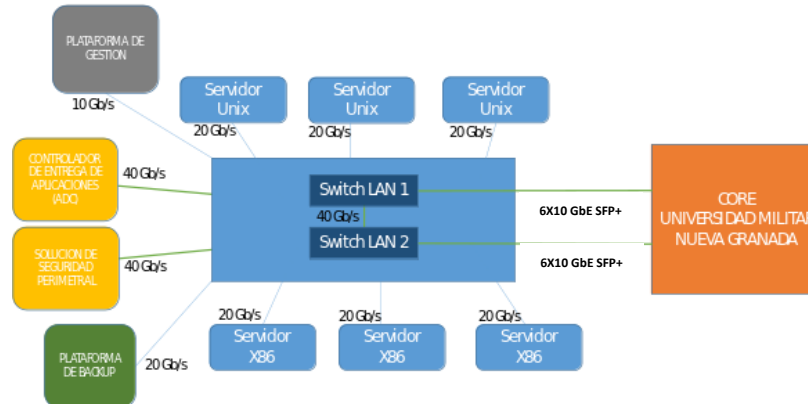 PLATAFORMA DE
GESTION
10 Gb/s
Servidor
Unix
20 Gb/s
Servidor
Unix
20 Gb/s
Servidor
Unix
20 Gb/s
CONTROLADOR
DE ENTREGA DE
APLICACIONES
(ADC)
40 Gb/s
SOLUCION DE
SEGURIDAD
PERIMETRAL
40 Gb/s
Switch LAN 1
40 Gb/s
Switch LAN 2
6X10 GbE SFP+
6X10 GbE SFP+
CORE
UNIVERSIDAD MILITAR
NUEVA GRANADA
PLATAFORMA
DE BACKUP
20 Gb/s
20 Gb/s
Servidor
X86
20 Gb/s
Servidor
X86
20 Gb/s
Servidor
X86